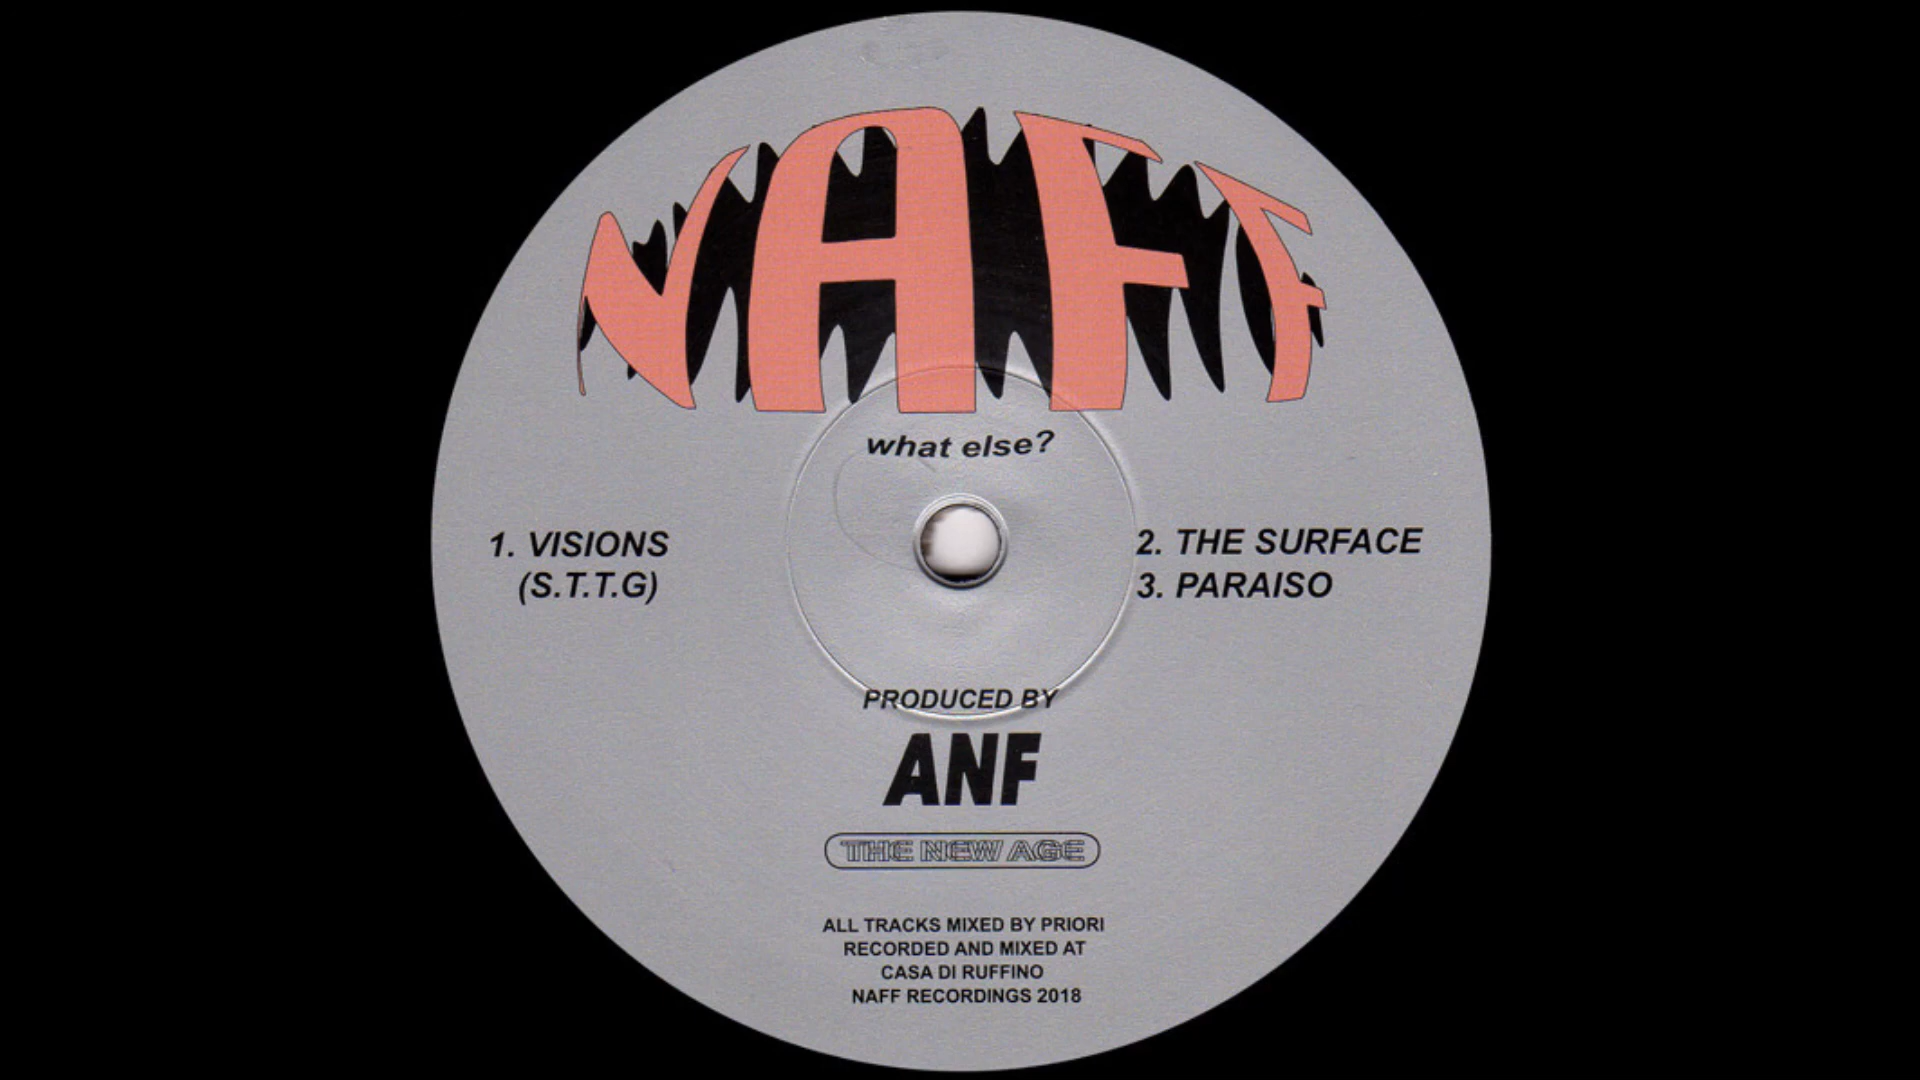 NAFF
what else?
1. VISIONS
(S.T.T.G)
2. THE SURFACE
3. PARAISO
PRODUCED BY
ANF
THE NEW AGE
ALL TRACKS MIXED BY PRIORI
RECORDED AND MIXED AT
CASA DI RUFFINO
NAFF RECORDINGS 2018